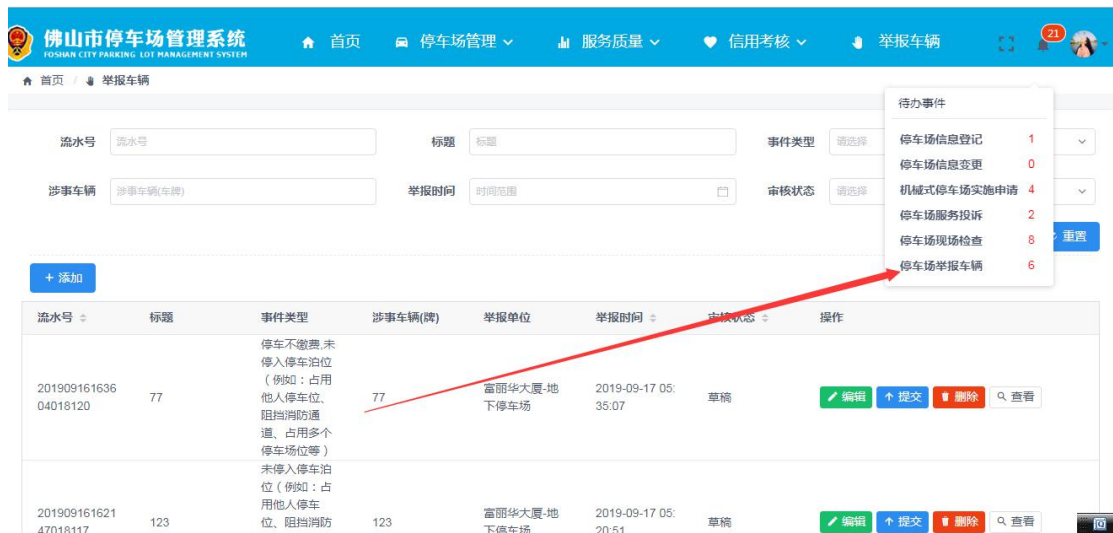 佛山市停车场管理系统
FOSHAN CITY PARKING LOT MANAGEMENT SYSTEM
首页
停车场管理
服务质量
信用考核
举报车辆
21
首页 / 举报车辆
待办事件
停车场信息登记 1
停车场信息变更 0
机械式停车场实施申请 4
停车场服务投诉 2
停车场现场检查 8
停车场举报车辆 6
流水号 流水号
标题 标题
事件类型 请选择
涉事车辆 涉事车辆(车牌)
举报时间 时间范围
审核状态 请选择
重置
+ 添加
流水号 标题 事件类型 涉事车辆(牌) 举报单位 举报时间 审核状态 操作
201909161636
04018120
77
停车不缴费,未
停入停车泊位
（例如：占用
他人停车位、
阻挡消防通
道、占用多个
停车场位等）
77
富丽华大厦-地
下停车场
2019-09-17 05:
35:07
草稿
编辑 提交 删除 查看
201909161621
47018117
123
未停入停车泊
位（例如：占
用他人停车
位、阻挡消防
123
富丽华大厦-地
下停车场
2019-09-17 05:
20:51
草稿
编辑 提交 删除 查看